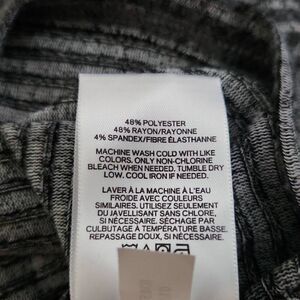 48% POLYESTER
48% RAYON/RAYONNE
4% SPANDEX/FIBRE ÉLASTHANNE
MACHINE WASH COLD WITH LIKE
COLORS. ONLY NON-CHLORINE
BLEACH WHEN NEEDED. TUMBLE DRY
LOW. COOL IRON IF NEEDED.
LAVER À LA MACHINE À L'EAU
FROIDE AVEC COULEURS
SIMILAIRES. UTILISEZ SEULEMENT
DU JAVELLISANT SANS CHLORE,
SI NÉCESSAIRE. SÉCHAGE PAR
CULBUTAGE À TEMPÉRATURE BASSE.
REPASSAGE DOUX, SI NÉCESSAIRE.